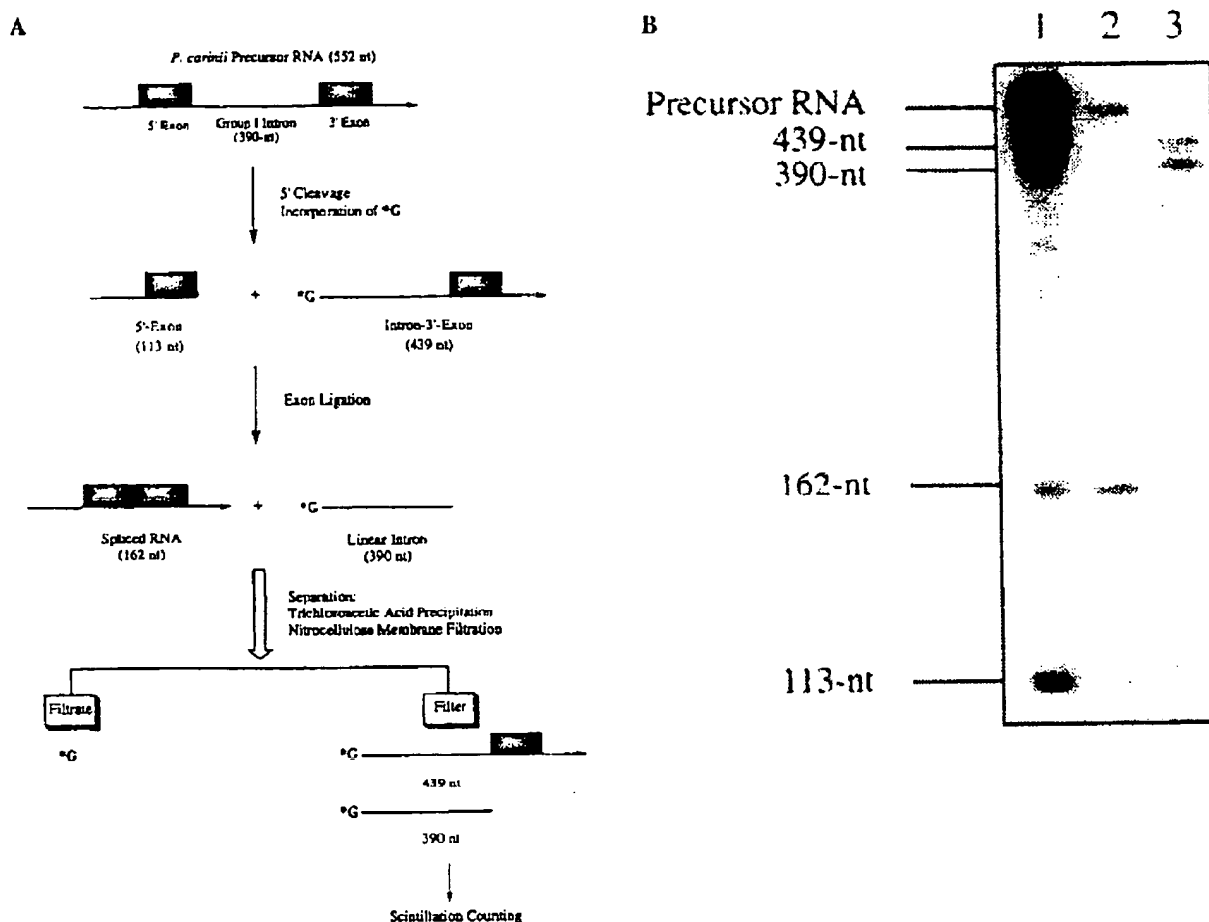 A
P. carinii Precursor RNA (552 nt)
5' Exon
Group I Intron
(390-nt)
3' Exon
5' Cleavage
Incorporation of *G
+
*G
5'-Exon
(113 nt)
Intron-3'-Exon
(439 nt)
Exon Ligation
+
*G
Spliced RNA
(162 nt)
Linear Intron
(390 nt)
Separation:
Trichloroacetic Acid Precipitation
Nitrocellulose Membrane Filtration
Filtrate
Filter
*G
*G
439 nt
*G
390 nt
Scintillation Counting
B
1 2 3
Precursor RNA
439-nt
390-nt
162-nt
113-nt